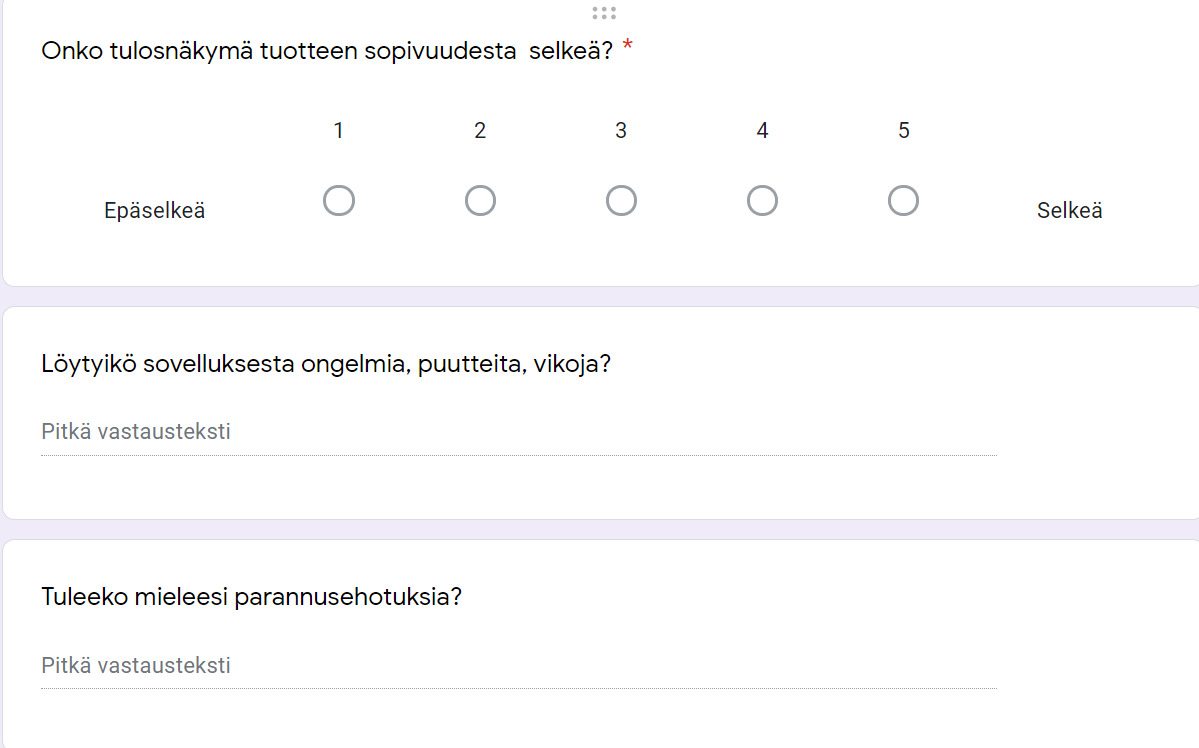 Onko tulosnäkymä tuotteen sopivuudesta  selkeä? *
1 2 3 4 5
Epäselkeä Selkeä
Löytyikö sovelluksesta ongelmia, puutteita, vikoja?
Pitkä vastausteksti
Tuleeko mieleesi parannusehotuksia?
Pitkä vastausteksti